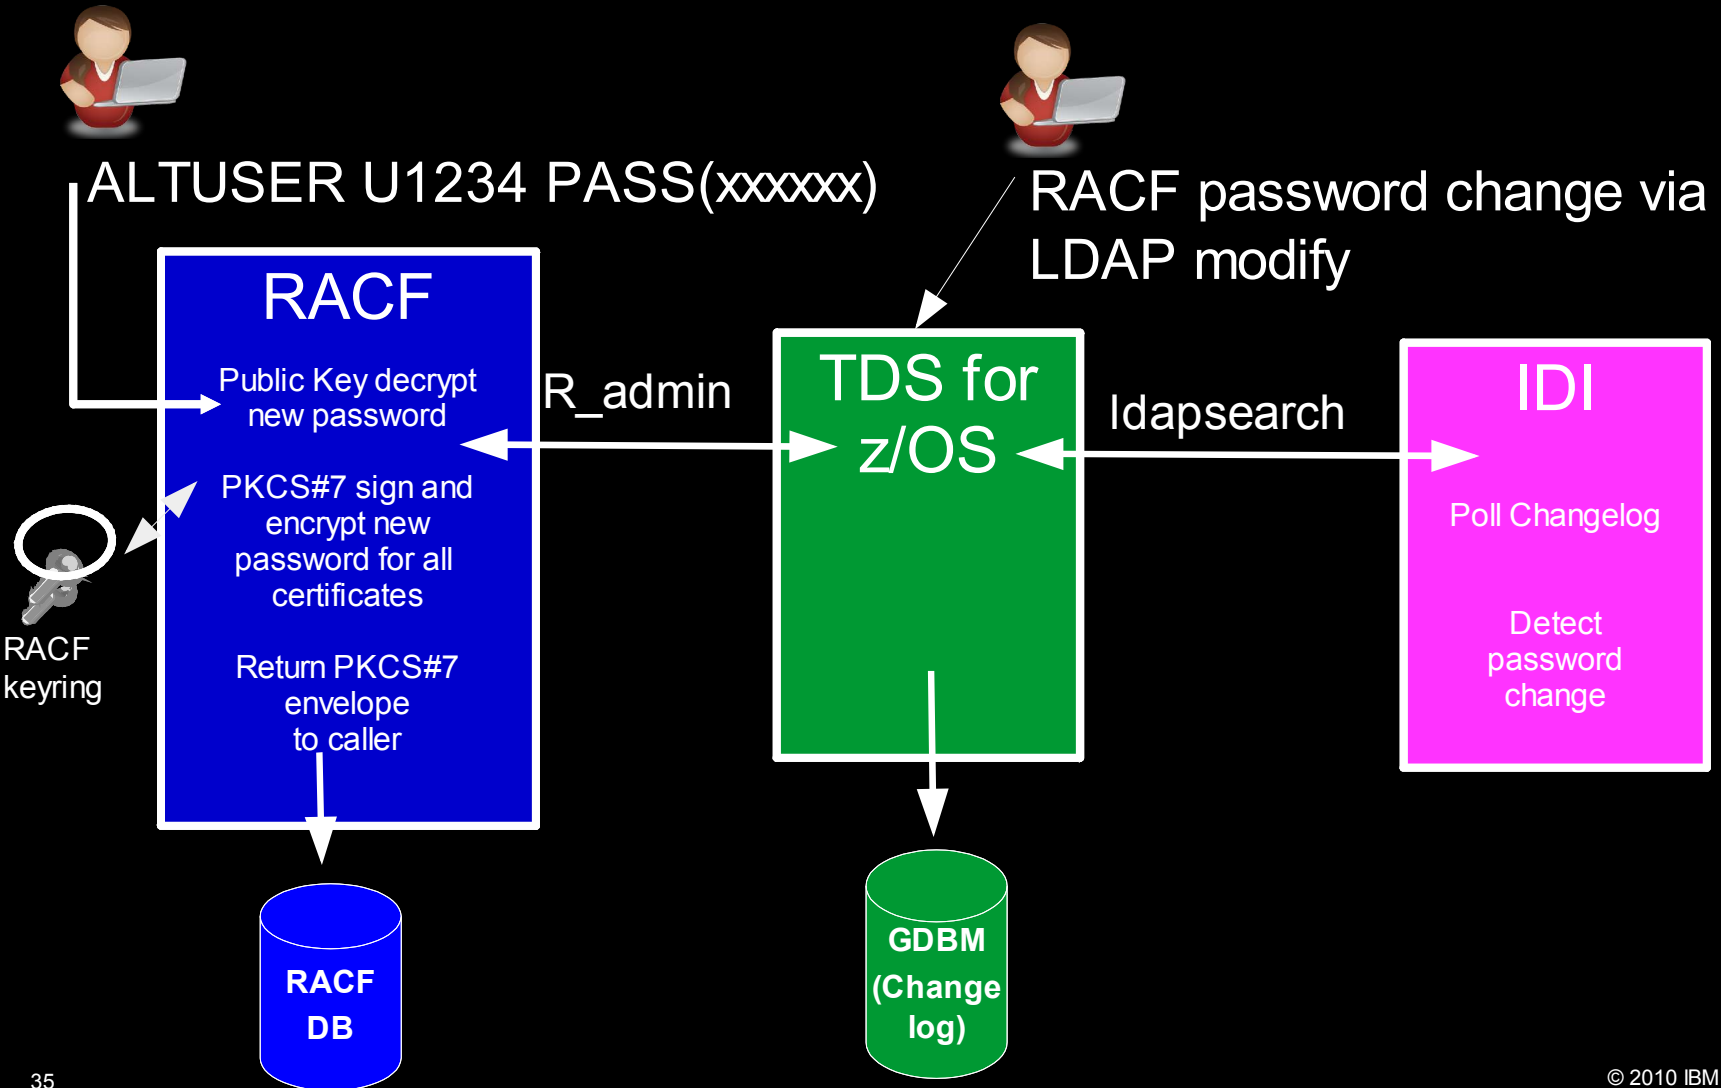 ALTUSER U1234 PASS(xxxxxx)
RACF password change via
LDAP modify
RACF
Public Key decrypt
new password
PKCS#7 sign and
encrypt new
password for all
certificates
Return PKCS#7
envelope
to caller
R_admin
TDS for
z/OS
ldapsearch
IDI
Poll Changelog
Detect
password
change
RACF
keyring
RACF
DB
GDBM
(Change
log)
35
© 2010 IBM